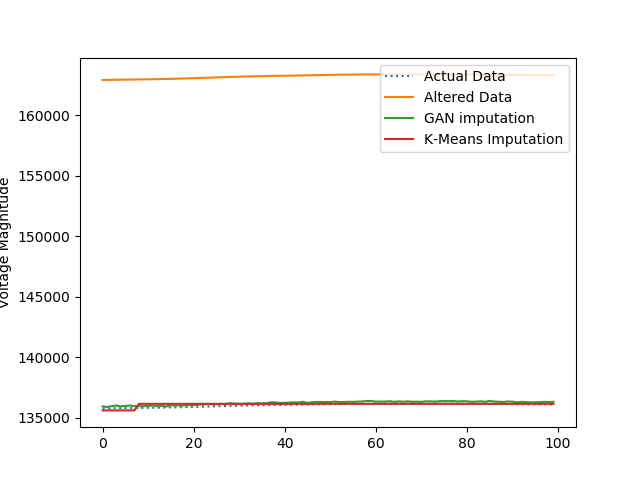 Voltage Magnitude
160000
155000
150000
145000
140000
135000
0
20
40
60
80
100
Actual Data
Altered Data
GAN imputation
K-Means Imputation